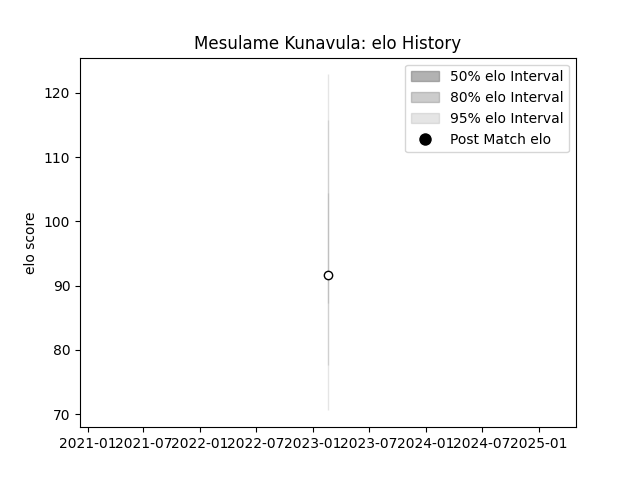 Mesulame Kunavula: elo History
50% elo Interval
80% elo Interval
95% elo Interval
Post Match elo
elo score
120
110
100
90
80
70
2021-01 2021-07 2022-01 2022-07 2023-01 2023-07 2024-01 2024-07 2025-01